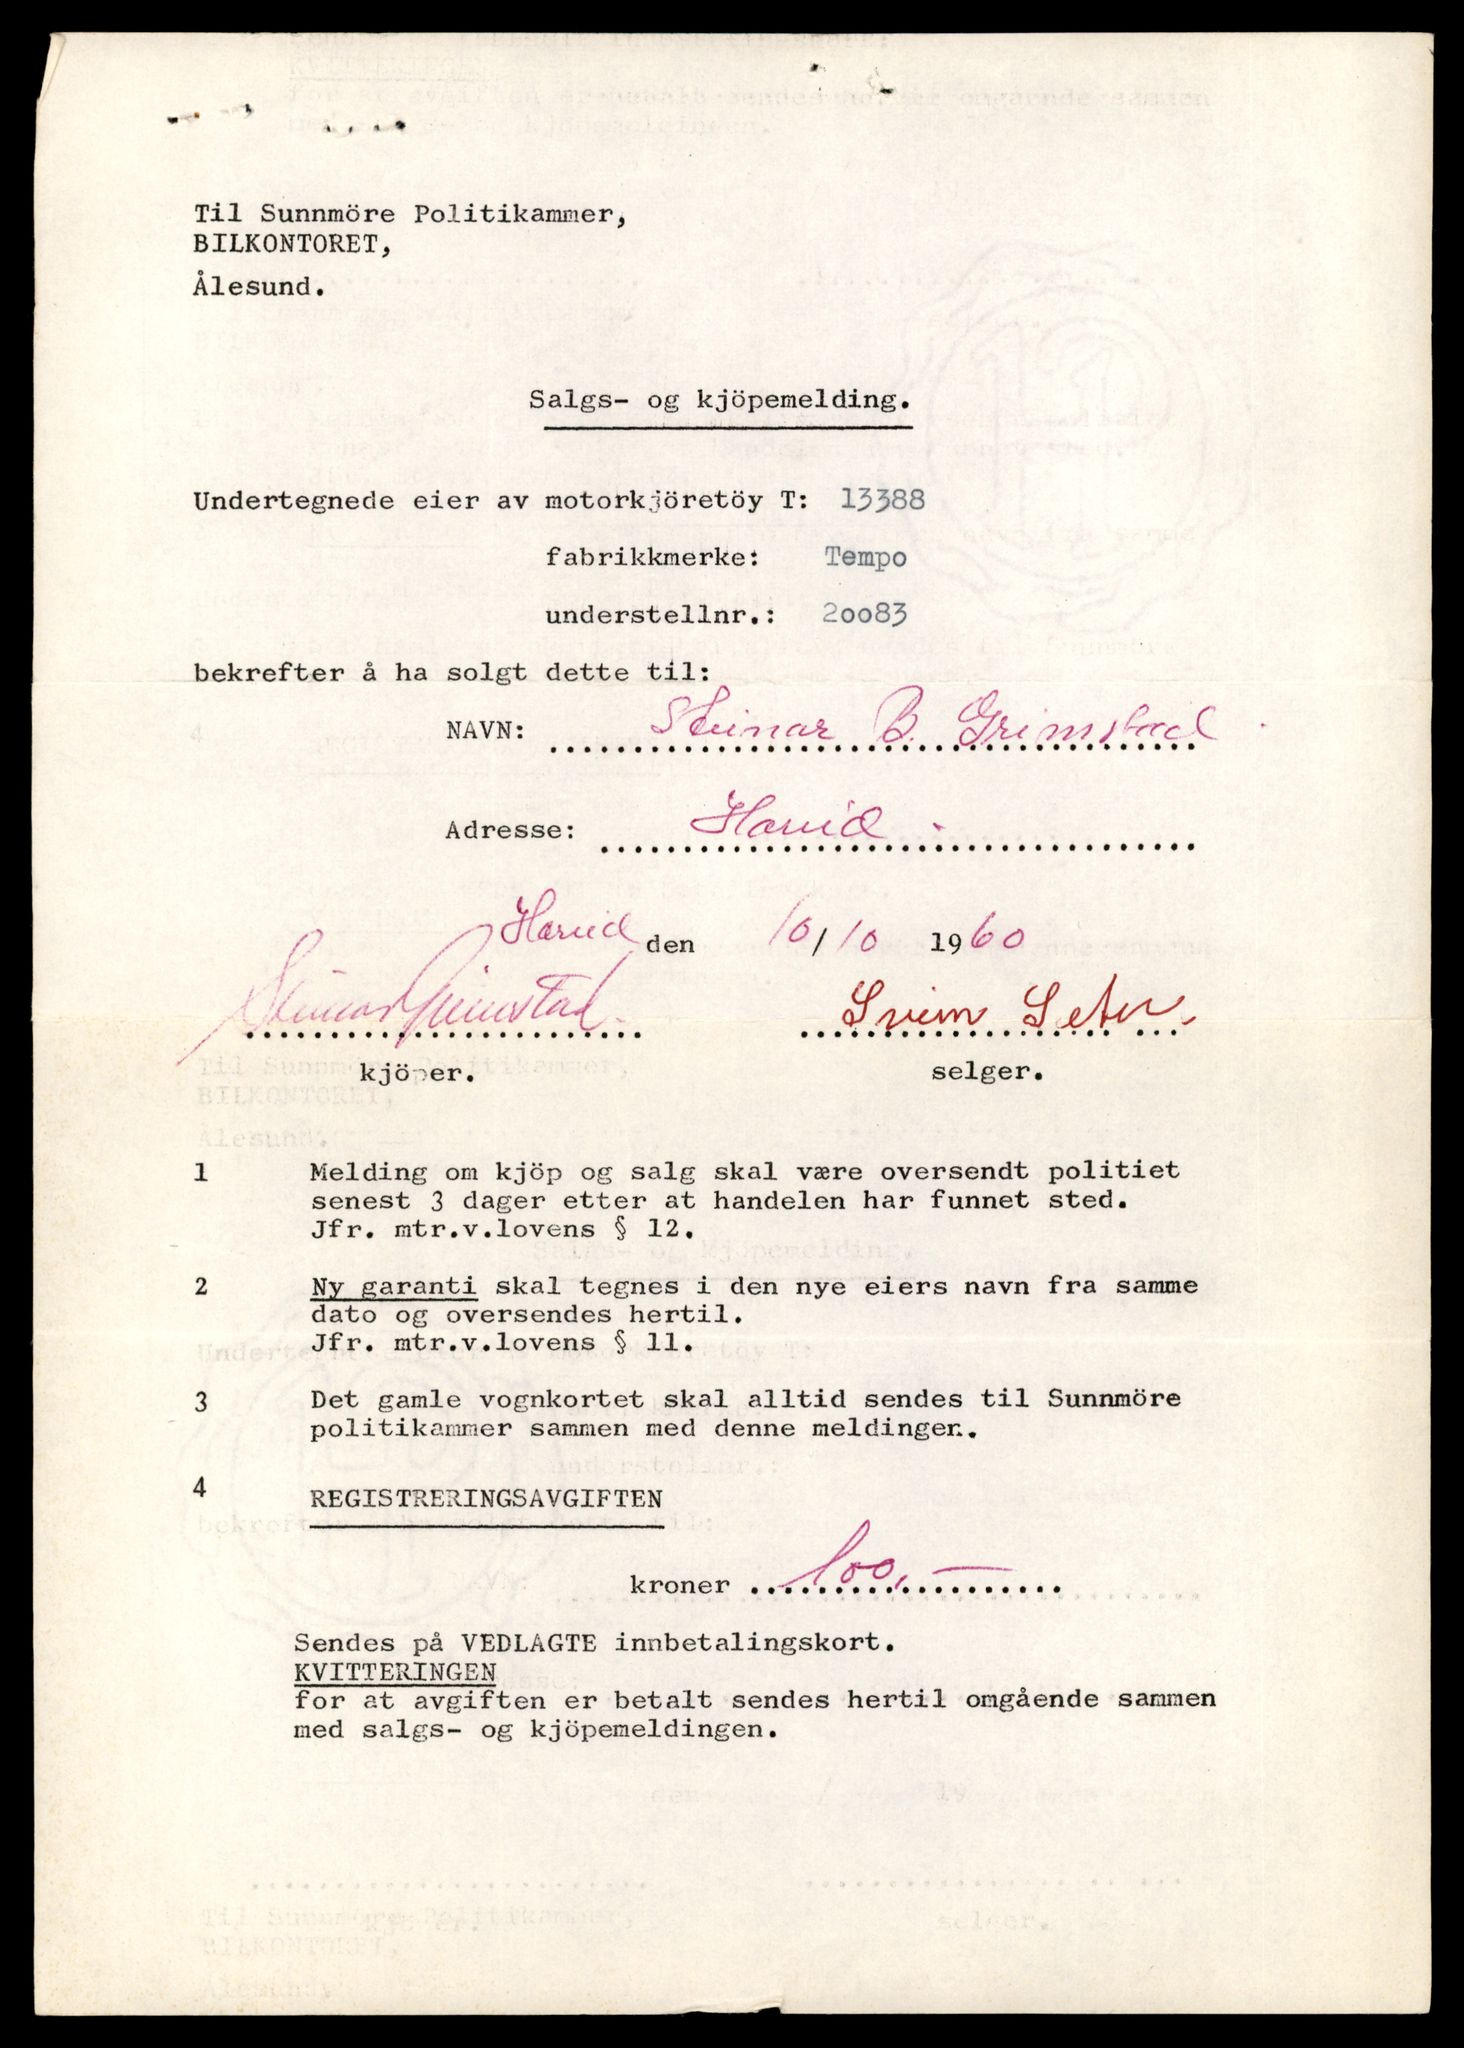 Til Sunnmöre Politikammer,
BILKONTORET,
Ålesund.
Salgs- og kjöpemelding.
Undertegnede eier av motorkjöretöy T: 13388
fabrikkmerke: Tempo
understellnr.: 20083
bekrefter å ha solgt dette til:
NAVN: Steinar B. Grimstad
Adresse: Hareid.
Hareid den 10/10 1960
Steinar Grimstad. Svein Seter.
kjöper. selger.
1 Melding om kjöp og salg skal være oversendt politiet
senest 3 dager etter at handelen har funnet sted.
Jfr. mtr.v.lovens § 12.
2 Ny garanti skal tegnes i den nye eiers navn fra samme
dato og oversendes hertil.
Jfr. mtr.v.lovens § 11.
3 Det gamle vognkortet skal alltid sendes til Sunnmöre
politikammer sammen med denne meldingen.
4 REGISTRERINGSAVGIFTEN
kroner 100,—
Sendes på VEDLAGTE innbetalingskort.
KVITTERINGEN
for at avgiften er betalt sendes hertil omgående sammen
med salgs- og kjöpemeldingen.